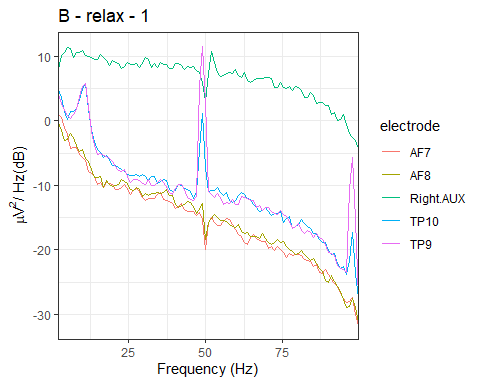 B - relax - 1
10
0
-10
-20
-30
μV²/ Hz(dB)
25
50
75
Frequency (Hz)
electrode
AF7
AF8
Right.AUX
TP10
TP9